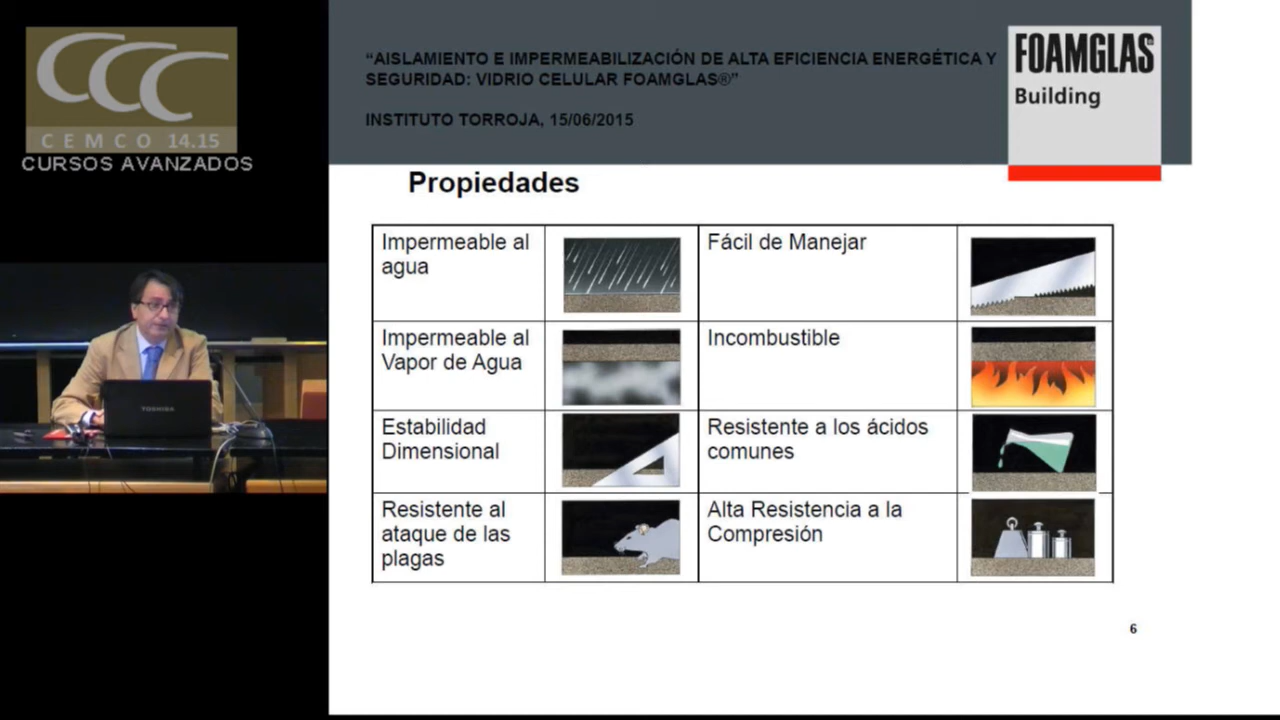 CCC
CEMCO 14.15
CURSOS AVANZADOS
“AISLAMIENTO E IMPERMEABILIZACIÓN DE ALTA EFICIENCIA ENERGÉTICA Y
SEGURIDAD: VIDRIO CELULAR FOAMGLAS®”
INSTITUTO TORROJA, 15/06/2015
FOAMGLAS
Building
Propiedades
Impermeable al
agua
Fácil de Manejar
Impermeable al
Vapor de Agua
Incombustible
Estabilidad
Dimensional
Resistente a los ácidos
comunes
Resistente al
ataque de las
plagas
Alta Resistencia a la
Compresión
TOSHIBA
6